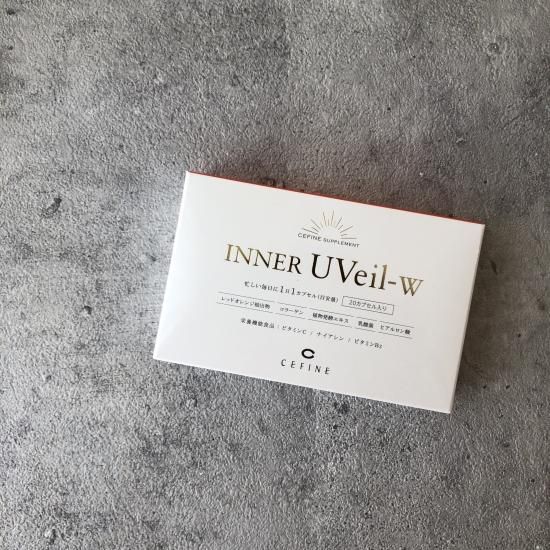 CEFINE SUPPLEMENT
INNER UVeil-W
忙しい毎日に1日1カプセル(目安量) 20カプセル入り
レッドオレンジ抽出物 コラーゲン 植物発酵エキス 乳酸菌 ヒアルロン酸
栄養機能食品:ビタミンC / ナイアシン / ビタミンB2
CEFINE